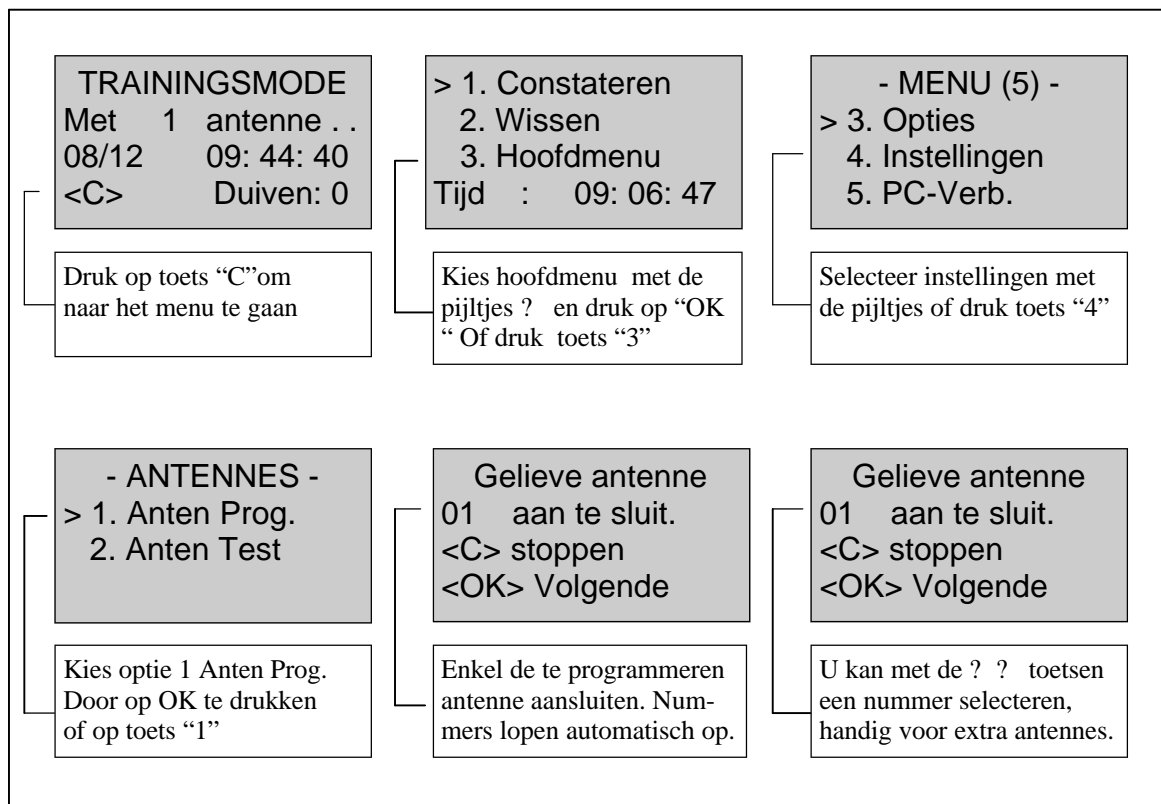 TRAININGSMODE
Met 1 antenne . .
08/12 09: 44: 40
<C> Duiven: 0
Druk op toets “C”om
naar het menu te gaan
> 1. Constateren
2. Wissen
3. Hoofdmenu
Tijd : 09: 06: 47
Kies hoofdmenu met de
pijltjes ? en druk op “OK
“ Of druk toets “3”
- MENU (5) -
> 3. Opties
4. Instellingen
5. PC-Verb.
Selecteer instellingen met
de pijltjes of druk toets “4”
- ANTENNES -
> 1. Anten Prog.
2. Anten Test
Kies optie 1 Anten Prog.
Door op OK te drukken
of op toets “1”
Gelieve antenne
01 aan te sluit.
<C> stoppen
<OK> Volgende
Enkel de te programmeren
antenne aansluiten. Num-
mers lopen automatisch op.
Gelieve antenne
01 aan te sluit.
<C> stoppen
<OK> Volgende
U kan met de ? ? toetsen
een nummer selecteren,
handig voor extra antennes.